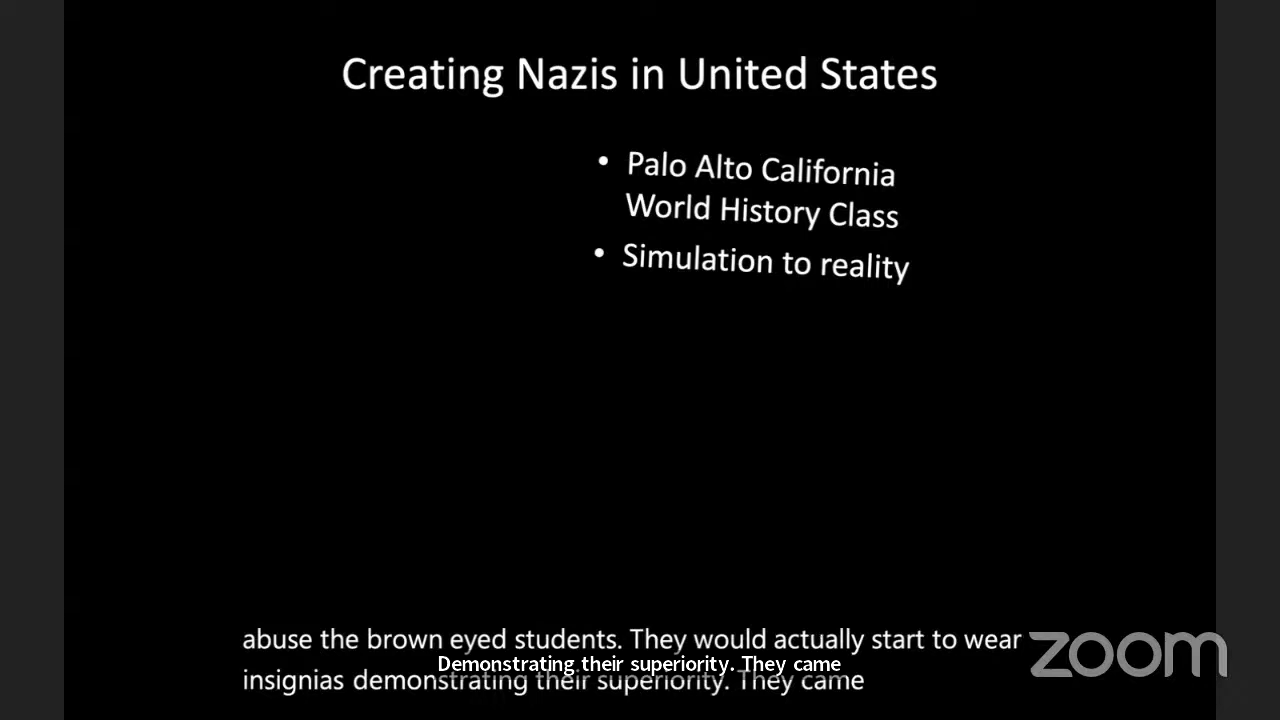 Creating Nazis in United States
• Palo Alto California
World History Class
• Simulation to reality
abuse the brown eyed students. They would actually start to wear
Demonstrating their superiority. They came
insignias demonstrating their superiority. They came
zoom